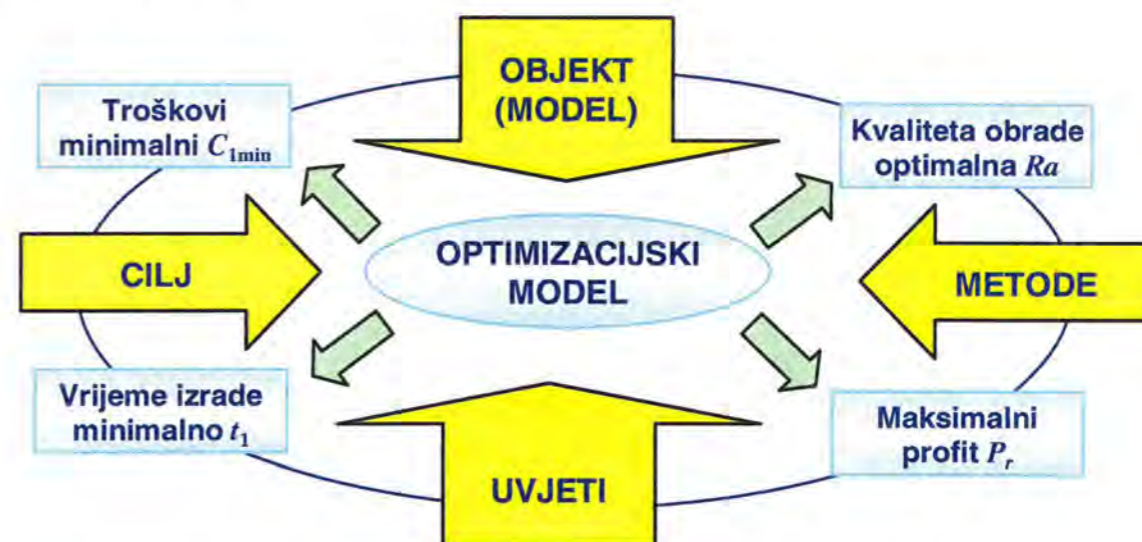 OBJEKT
(MODEL)
Troškovi
minimalni C1min
Kvaliteta obrade
optimalna Ra
CILJ
OPTIMIZACIJSKI
MODEL
METODE
Vrijeme izrade
minimalno t1
UVJETI
Maksimalni
profit Pr